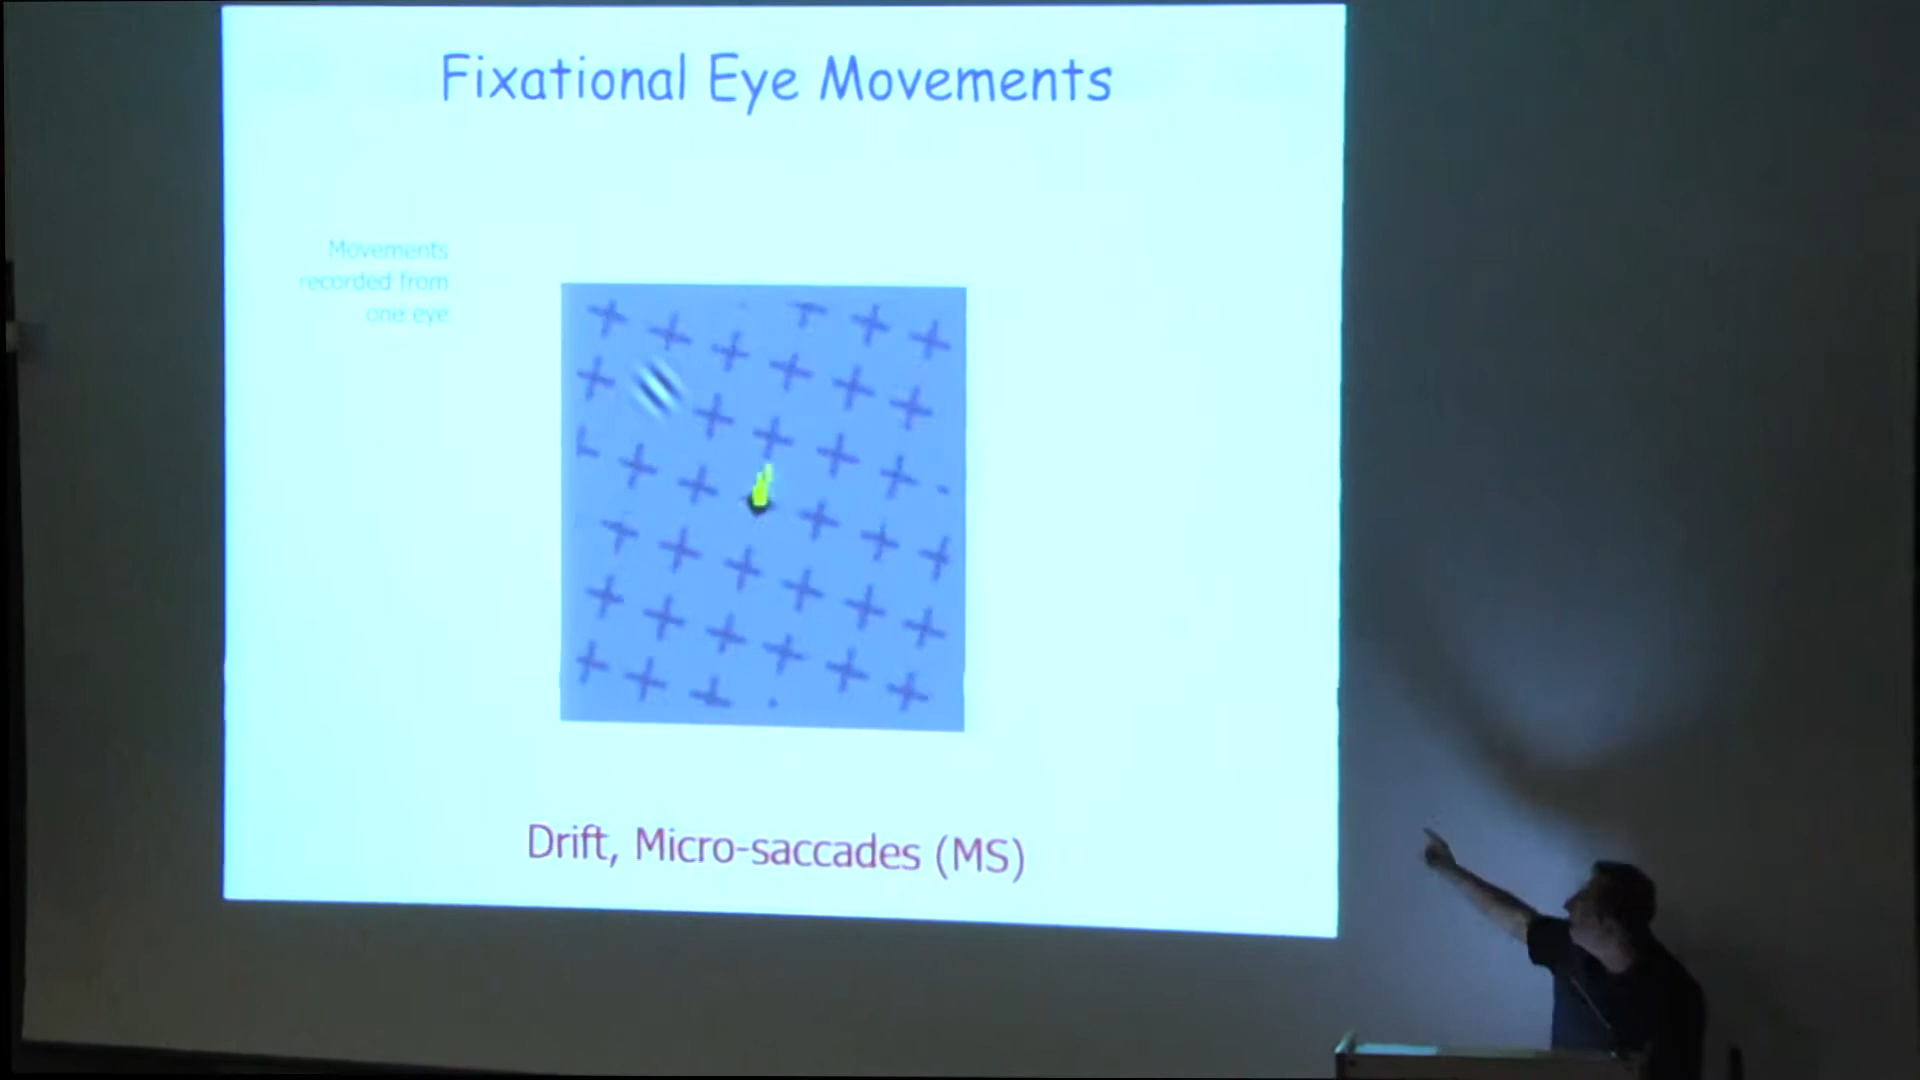 Fixational Eye Movements
Movements
recorded from
one eye
Drift, Micro-saccades (MS)